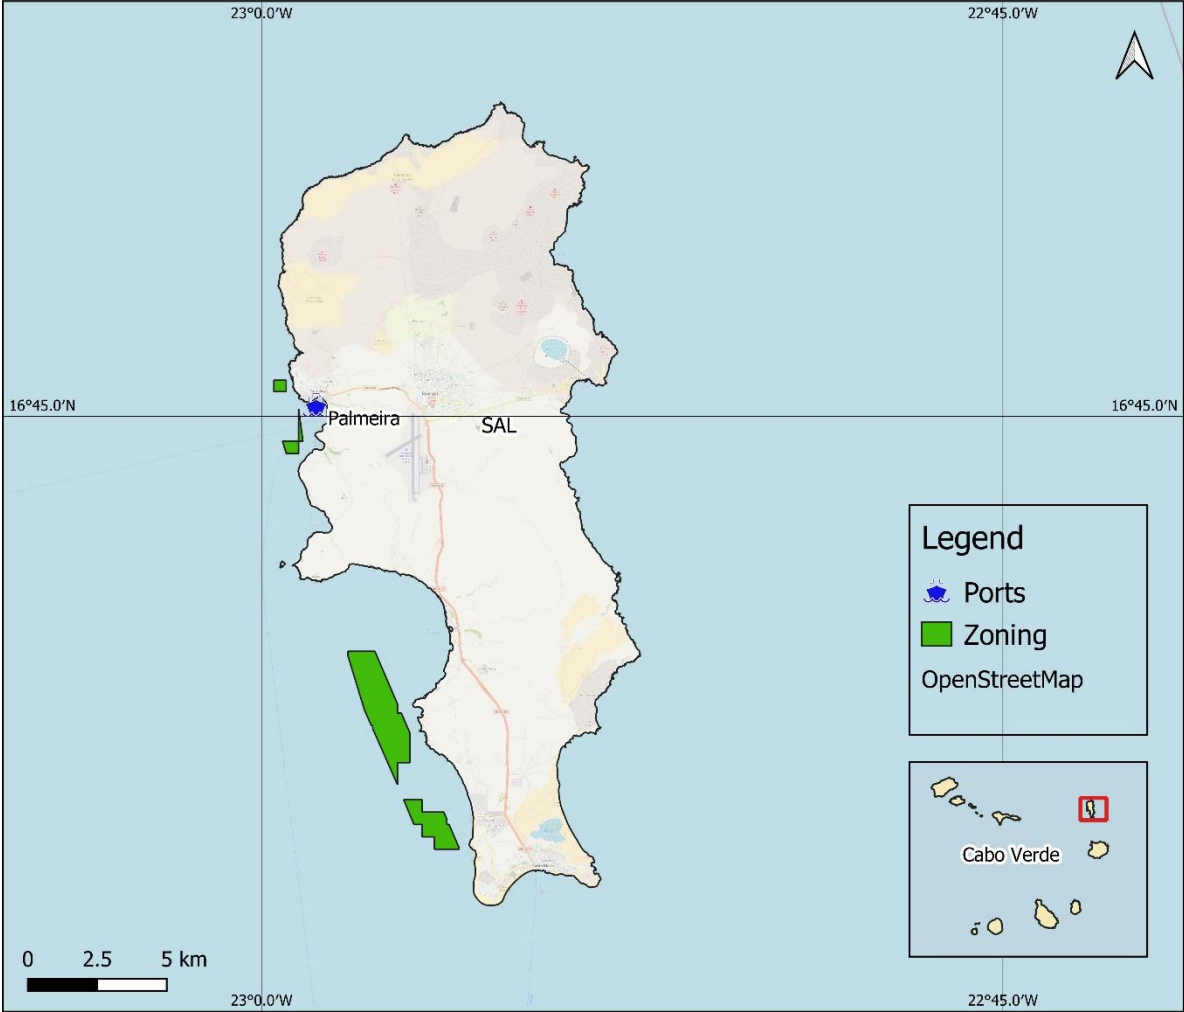 23°0.0′W
22°45.0′W
16°45.0′N
16°45.0′N
Palmeira
SAL
Legend
Ports
Zoning
OpenStreetMap
Cabo Verde
0 2.5 5 km
23°0.0′W
22°45.0′W